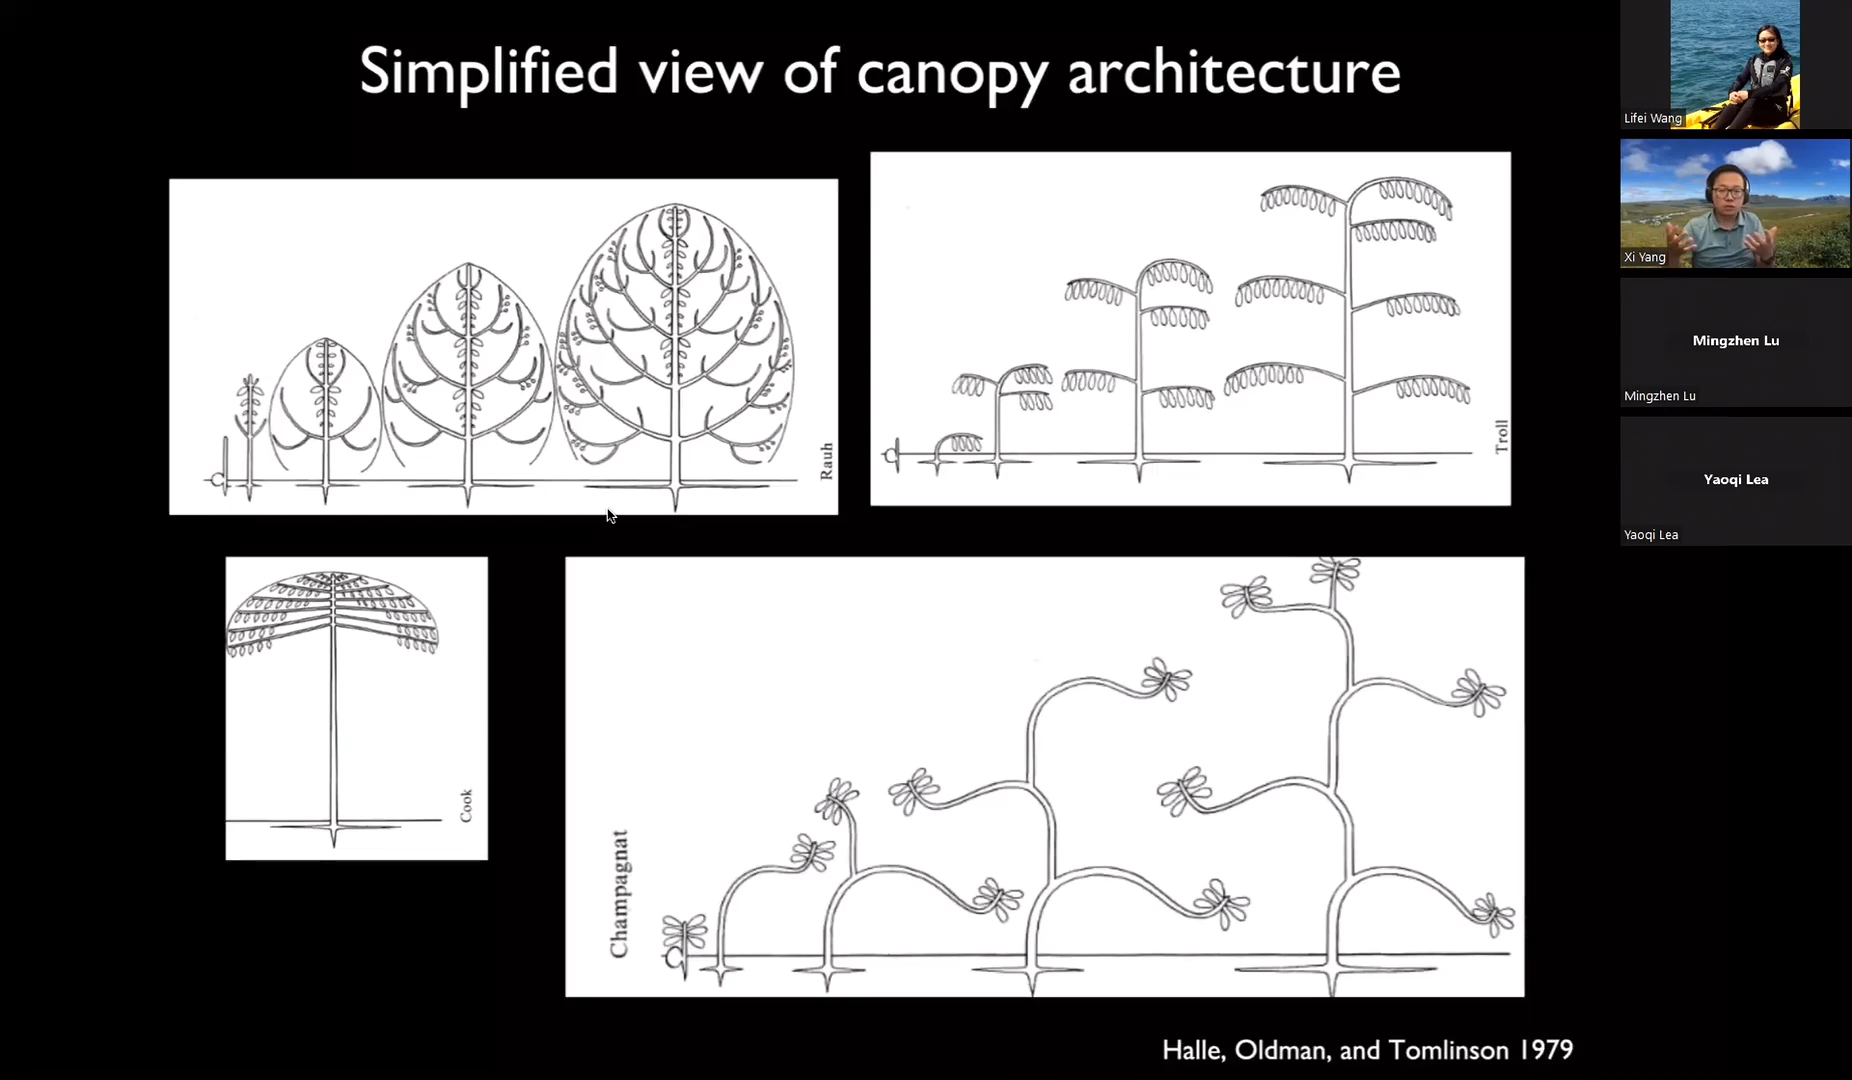 Simplified view of canopy architecture
Rauh
Troll
Cook
Champagnat
Halle, Oldman, and Tomlinson 1979
Lifei Wang
Xi Yang
Mingzhen Lu
Mingzhen Lu
Yaoqi Lea
Yaoqi Lea